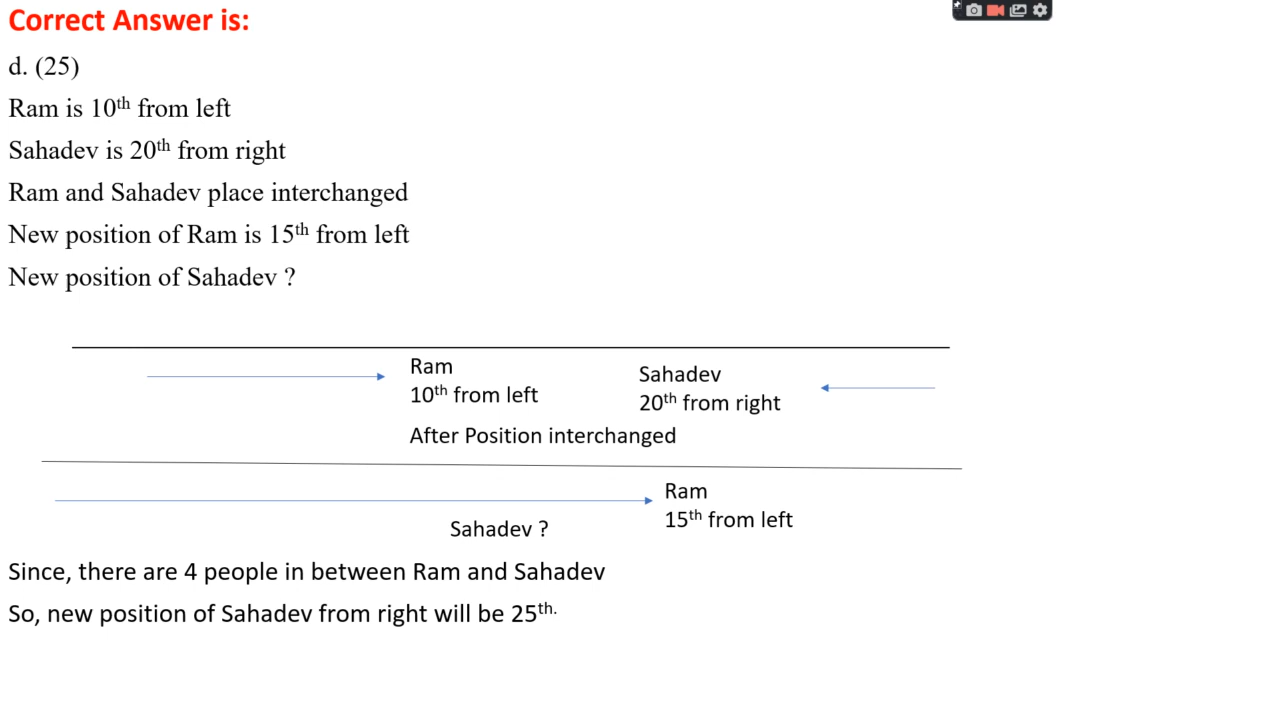 Correct Answer is:
d. (25)
Ram is 10th from left
Sahadev is 20th from right
Ram and Sahadev place interchanged
New position of Ram is 15th from left
New position of Sahadev ?
Ram
10th from left
Sahadev
20th from right
After Position interchanged
Ram
15th from left
Sahadev ?
Since, there are 4 people in between Ram and Sahadev
So, new position of Sahadev from right will be 25th.